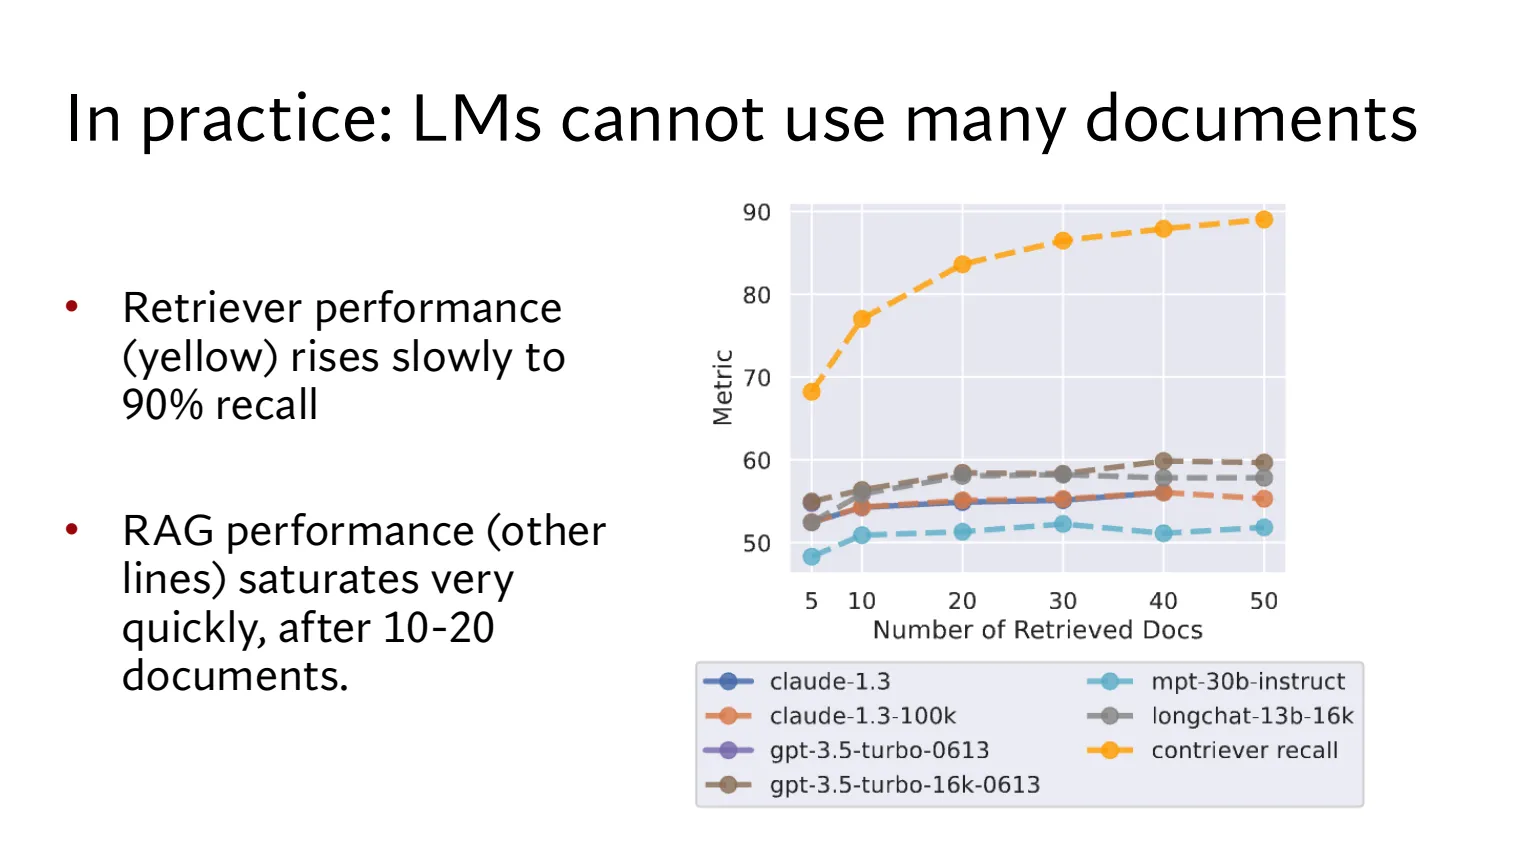 In practice: LMs cannot use many documents
• Retriever performance
(yellow) rises slowly to
90% recall
• RAG performance (other
lines) saturates very
quickly, after 10-20
documents.
90
80
70
60
50
Metric
5 10 20 30 40 50
Number of Retrieved Docs
claude-1.3
claude-1.3-100k
gpt-3.5-turbo-0613
gpt-3.5-turbo-16k-0613
mpt-30b-instruct
longchat-13b-16k
contriever recall